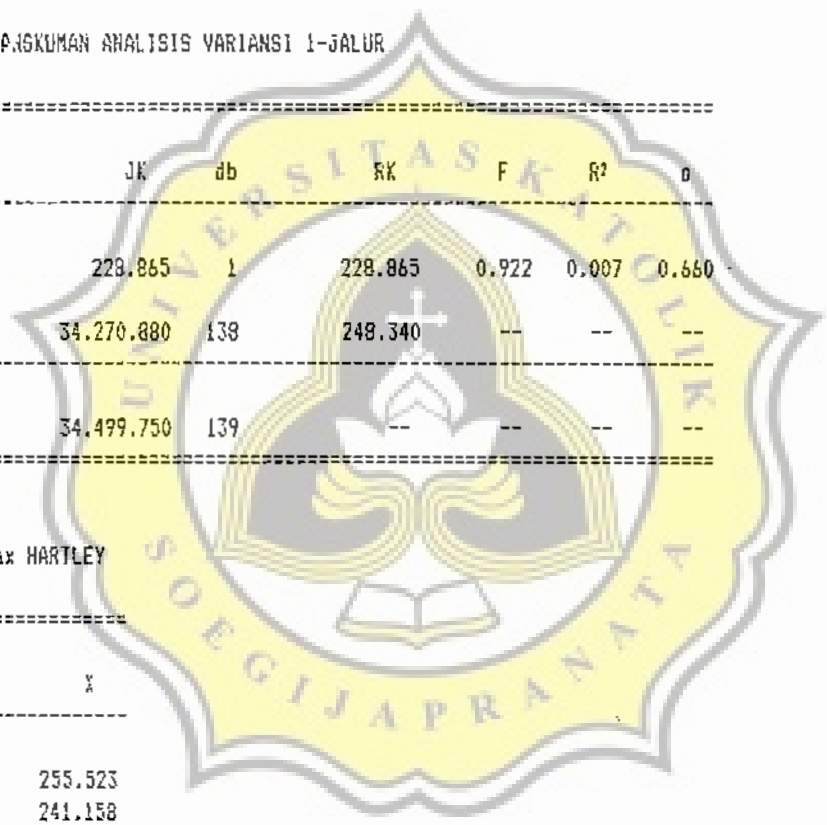 ANGKUMAN ANALISIS VARIANSI 1-JALUR
JK db RK F R² p
228.865 1 228.865 0.922 0.007 0.660
34.270.880 138 248.340 -- -- --
34.499.750 139 -- -- -- --
HARTLEY
X
255.523
241.158
UNIVERSITAS KATOLIK
SOEGIJAPRANATA